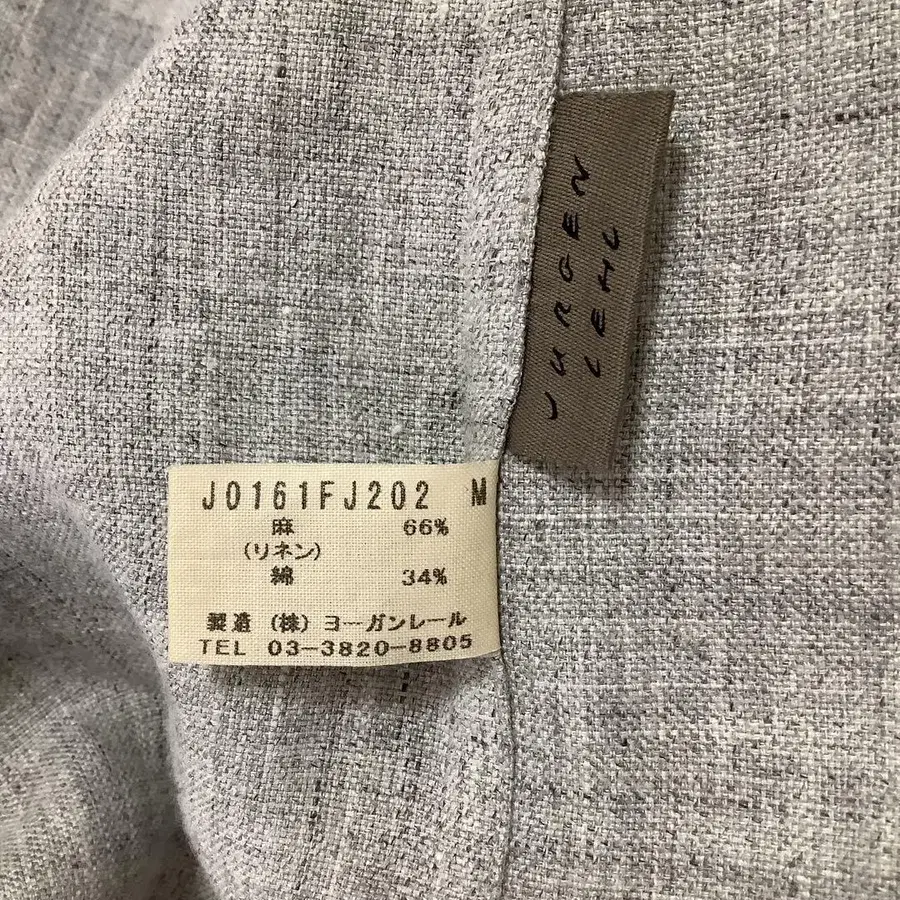 JURGEN
LEHL
J0161FJ202 M
麻 66%
(リネン)
綿 34%
製造 (株) ヨーガンレール
TEL 03-3820-8805